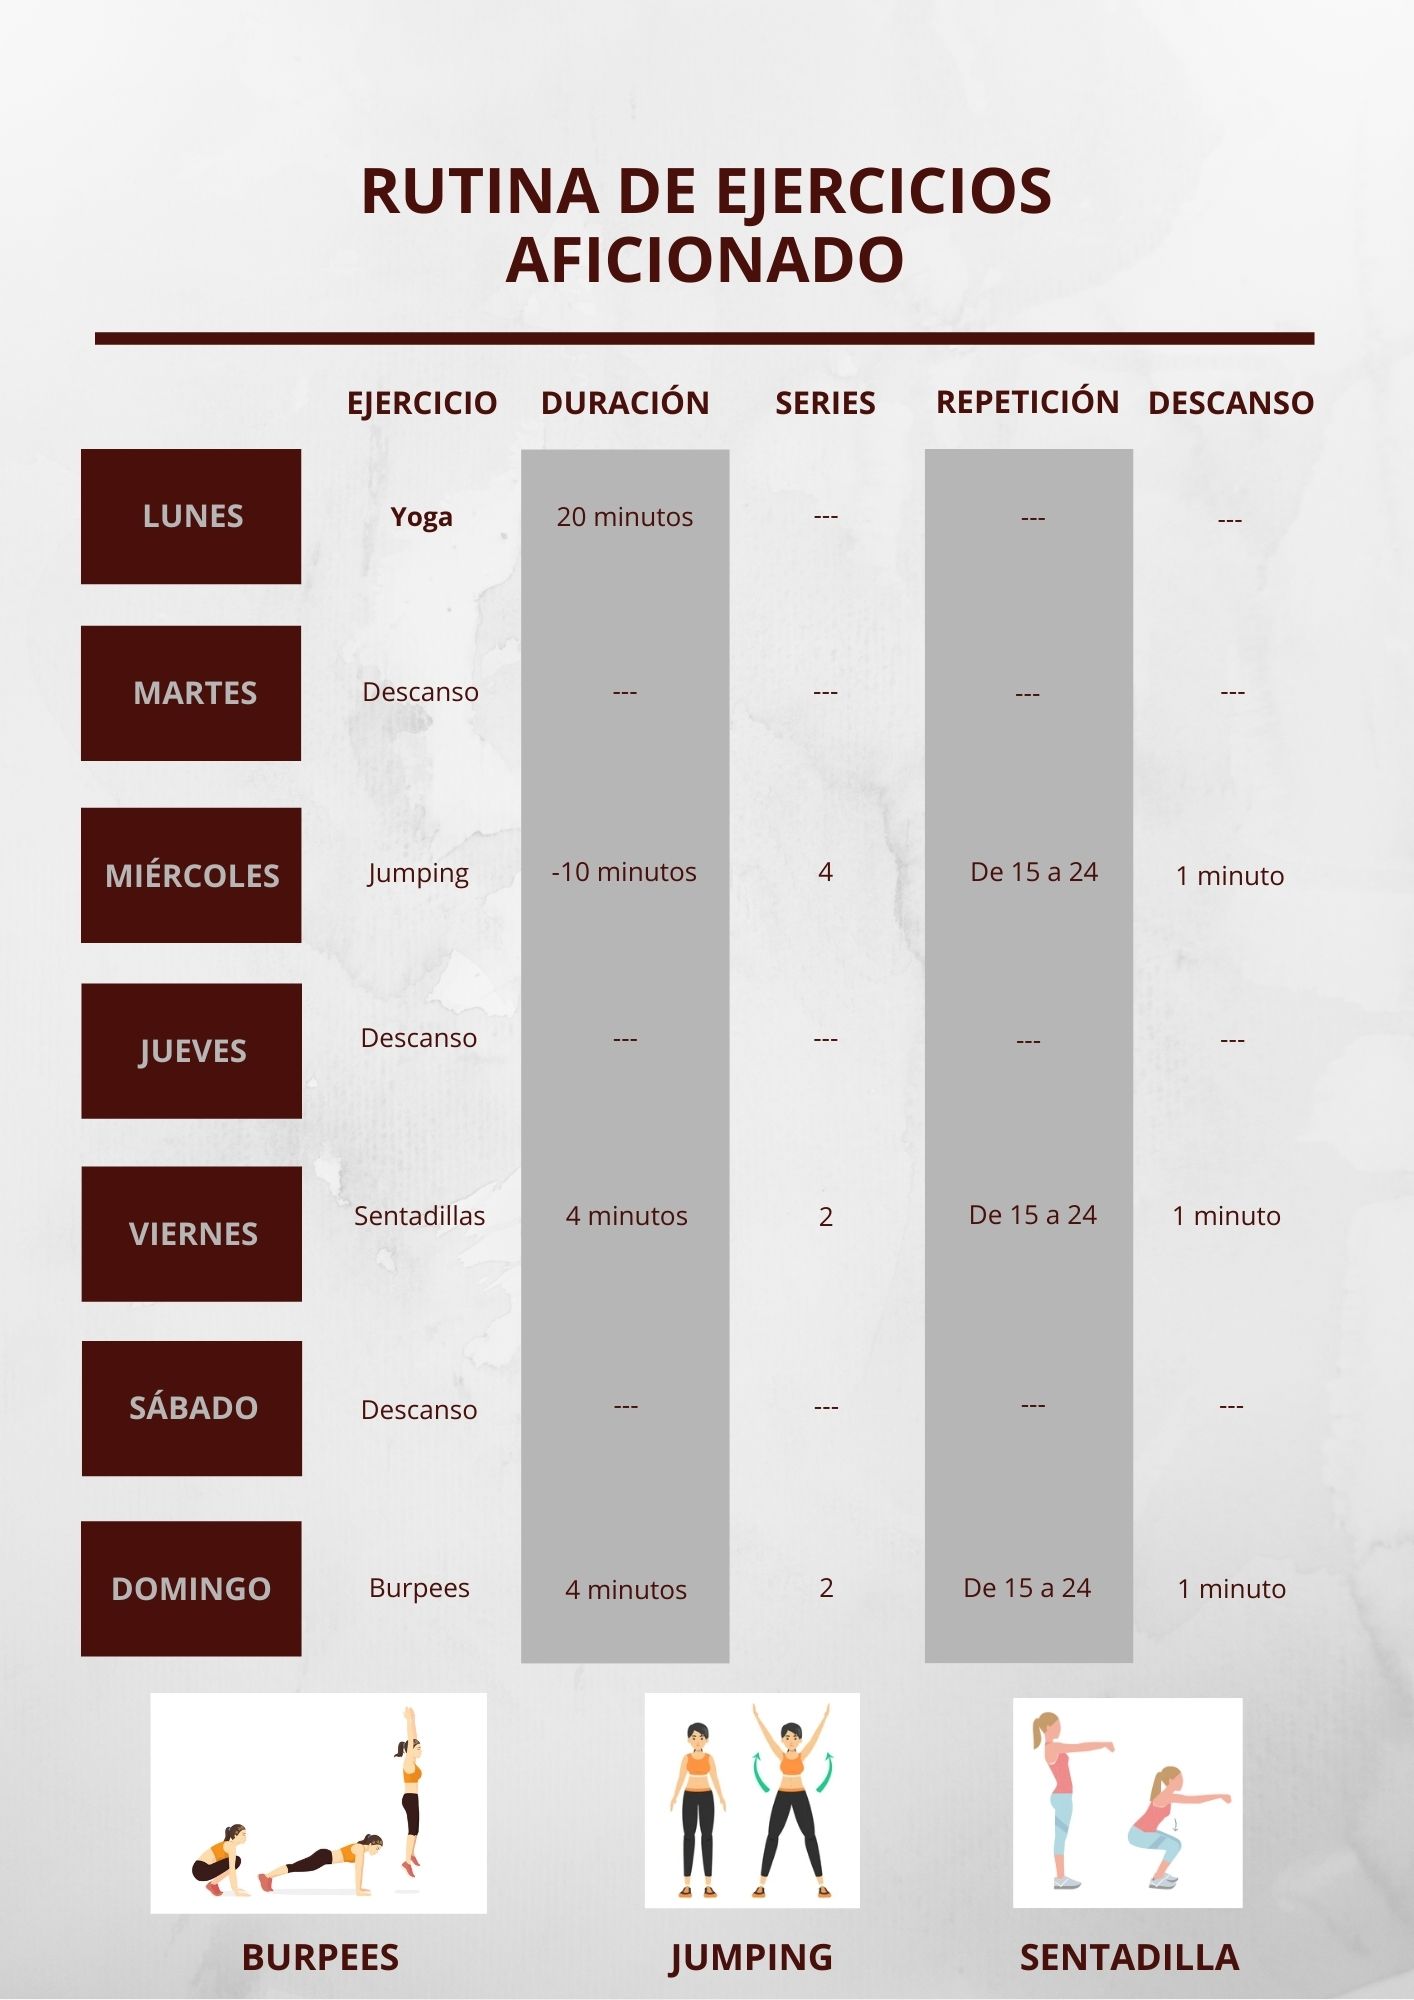 RUTINA DE EJERCICIOS
AFICIONADO
EJERCICIO DURACIÓN SERIES REPETICIÓN DESCANSO
LUNES Yoga 20 minutos --- --- ---
MARTES Descanso --- --- --- ---
MIÉRCOLES Jumping -10 minutos 4 De 15 a 24 1 minuto
JUEVES Descanso --- --- --- ---
VIERNES Sentadillas 4 minutos 2 De 15 a 24 1 minuto
SÁBADO Descanso --- --- --- ---
DOMINGO Burpees 4 minutos 2 De 15 a 24 1 minuto
BURPEES JUMPING SENTADILLA